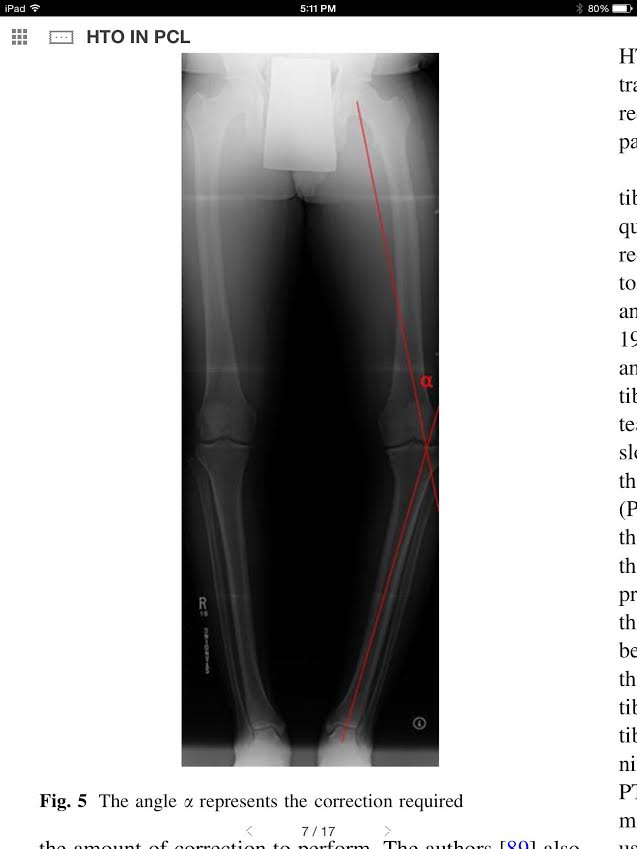 iPad
5:11 PM
80%
HTO IN PCL
α
R
16
L
Fig. 5 The angle α represents the correction required
7 / 17
the amount of correction to perform. The authors [89] also
HT
tra
re
pa
tib
qu
re
to
an
19
an
tib
tea
slo
th
(P
th
th
pr
th
be
th
tib
tib
ni
PT
m
us